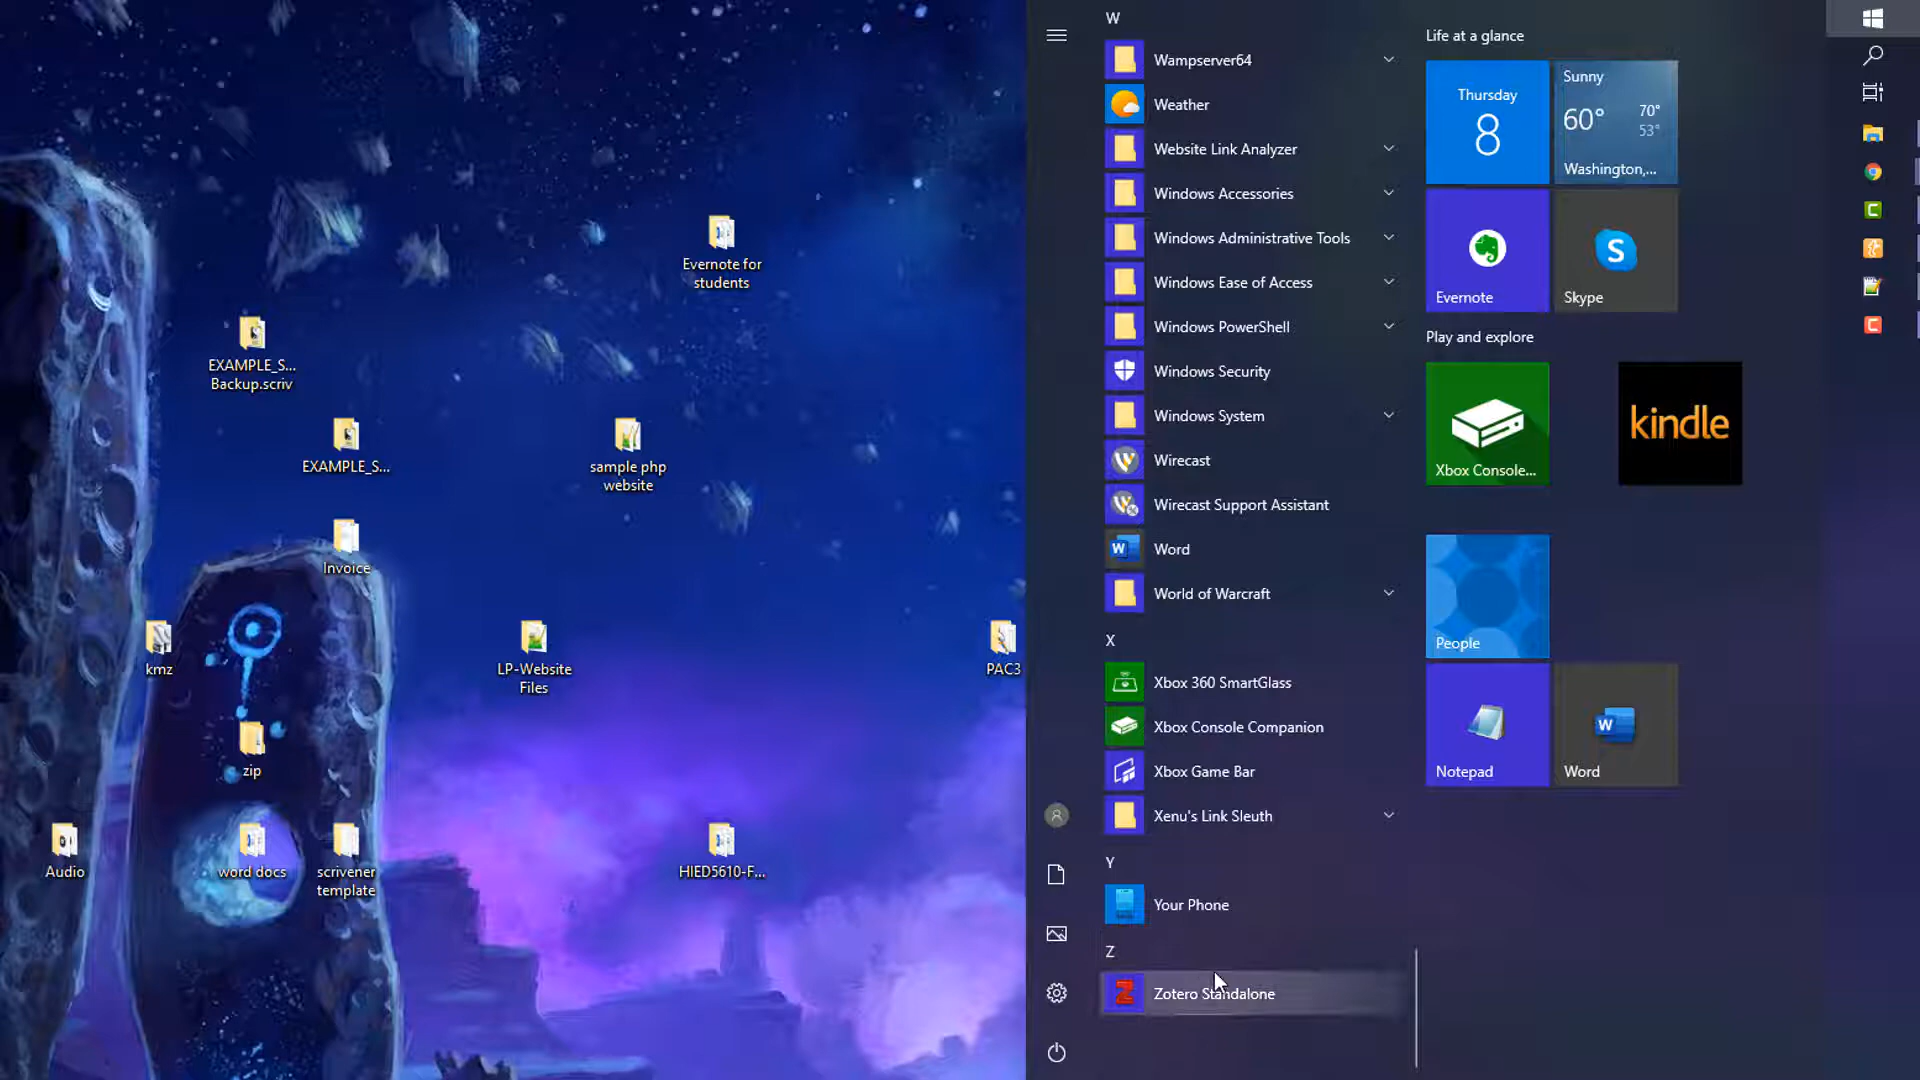 Evernote for
students
EXAMPLE_S...
Backup.scriv
EXAMPLE_S...
sample php
website
Invoice
kmz
LP-Website
Files
PAC3
zip
Audio
word docs
scrivener
template
HIED5610-F...
W
Wampserver64
Weather
Website Link Analyzer
Windows Accessories
Windows Administrative Tools
Windows Ease of Access
Windows PowerShell
Windows Security
Windows System
Wirecast
Wirecast Support Assistant
Word
World of Warcraft
X
Xbox 360 SmartGlass
Xbox Console Companion
Xbox Game Bar
Xenu's Link Sleuth
Y
Your Phone
Z
Zotero Standalone
Life at a glance
Thursday
8
Sunny
60°
70°
53°
Washington,...
Evernote
Skype
Play and explore
Xbox Console...
kindle
People
Notepad
Word